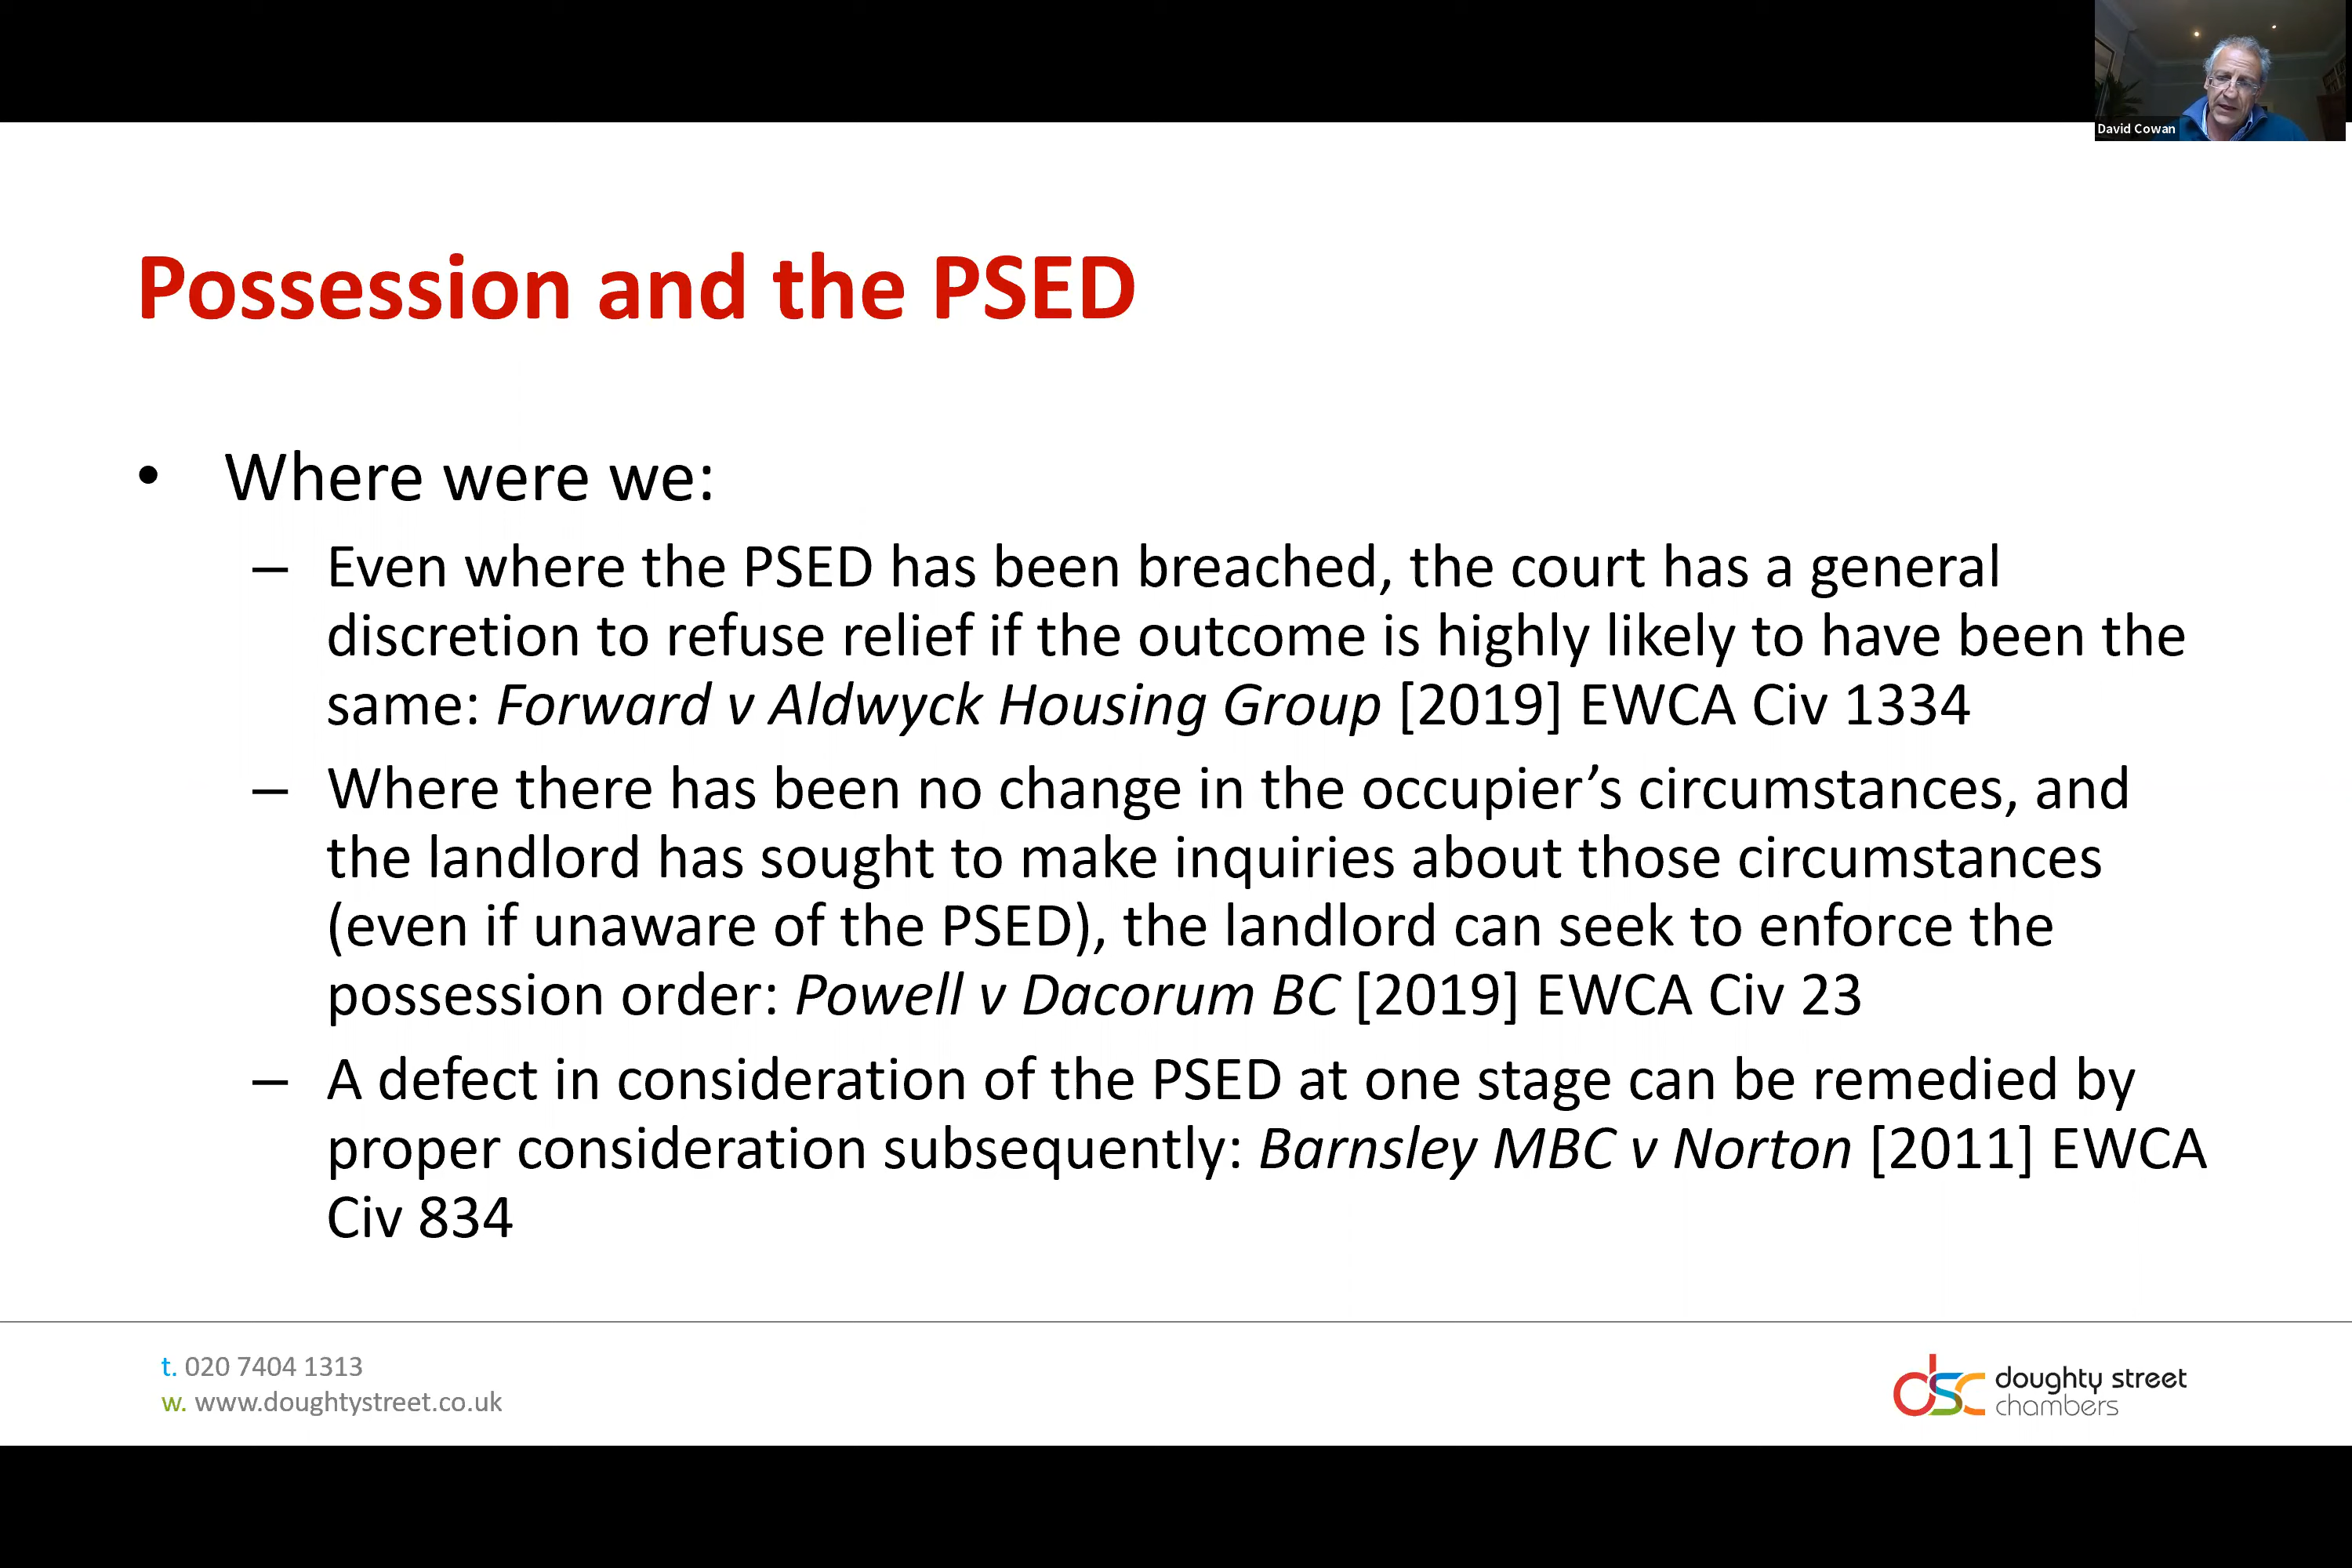 David Cowan
Possession and the PSED
• Where were we:
– Even where the PSED has been breached, the court has a general
discretion to refuse relief if the outcome is highly likely to have been the
same: Forward v Aldwyck Housing Group [2019] EWCA Civ 1334
– Where there has been no change in the occupier’s circumstances, and
the landlord has sought to make inquiries about those circumstances
(even if unaware of the PSED), the landlord can seek to enforce the
possession order: Powell v Dacorum BC [2019] EWCA Civ 23
– A defect in consideration of the PSED at one stage can be remedied by
proper consideration subsequently: Barnsley MBC v Norton [2011] EWCA
Civ 834
t. 020 7404 1313
w. www.doughtystreet.co.uk
dsc doughty street
chambers